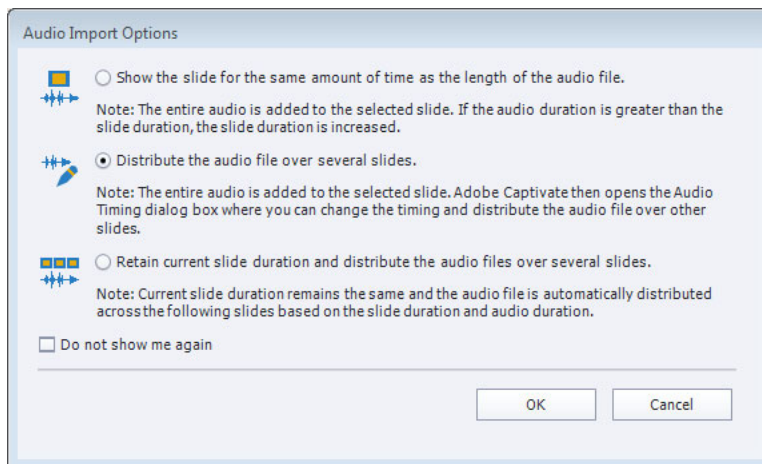 Audio Import Options
Show the slide for the same amount of time as the length of the audio file.
Note: The entire audio is added to the selected slide. If the audio duration is greater than the
slide duration, the slide duration is increased.
Distribute the audio file over several slides.
Note: The entire audio is added to the selected slide. Adobe Captivate then opens the Audio
Timing dialog box where you can change the timing and distribute the audio file over other
slides.
Retain current slide duration and distribute the audio files over several slides.
Note: Current slide duration remains the same and the audio file is automatically distributed
across the following slides based on the slide duration and audio duration.
Do not show me again
OK Cancel